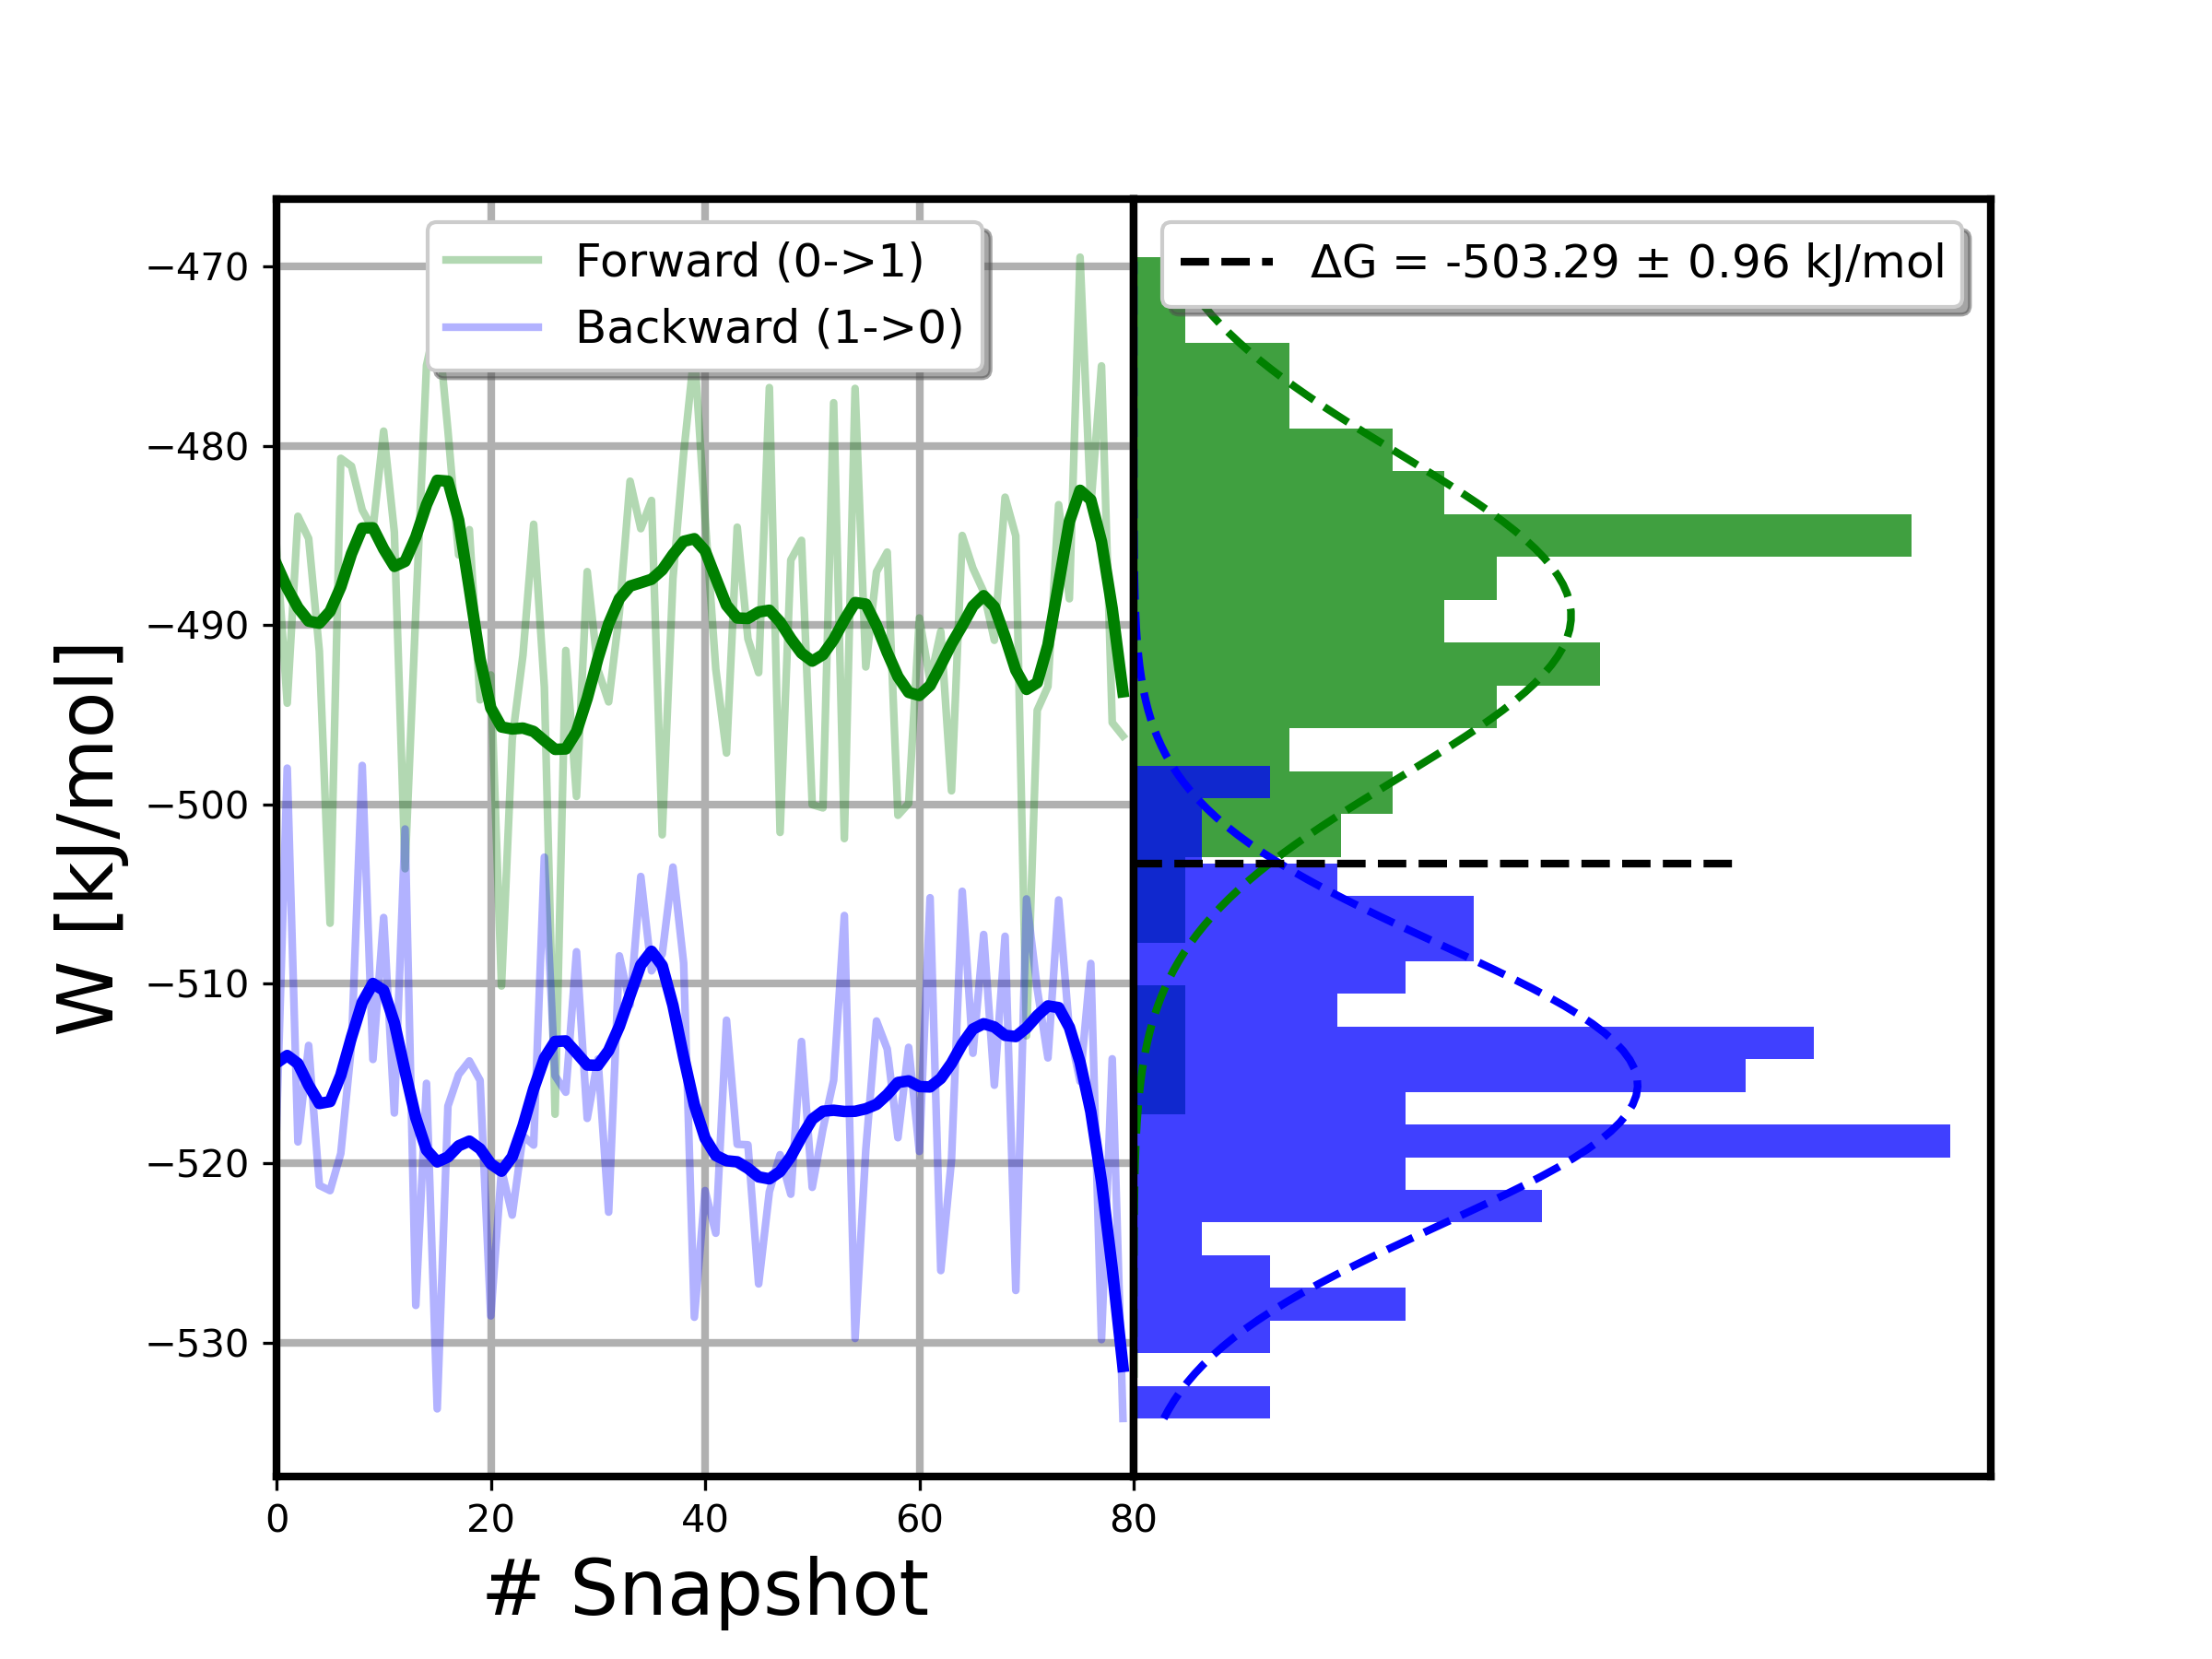 Forward (0->1)
Backward (1->0)
ΔG = -503.29 ± 0.96 kJ/mol
W [kJ/mol]
−470
−480
−490
−500
−510
−520
−530
0 20 40 60 80
# Snapshot